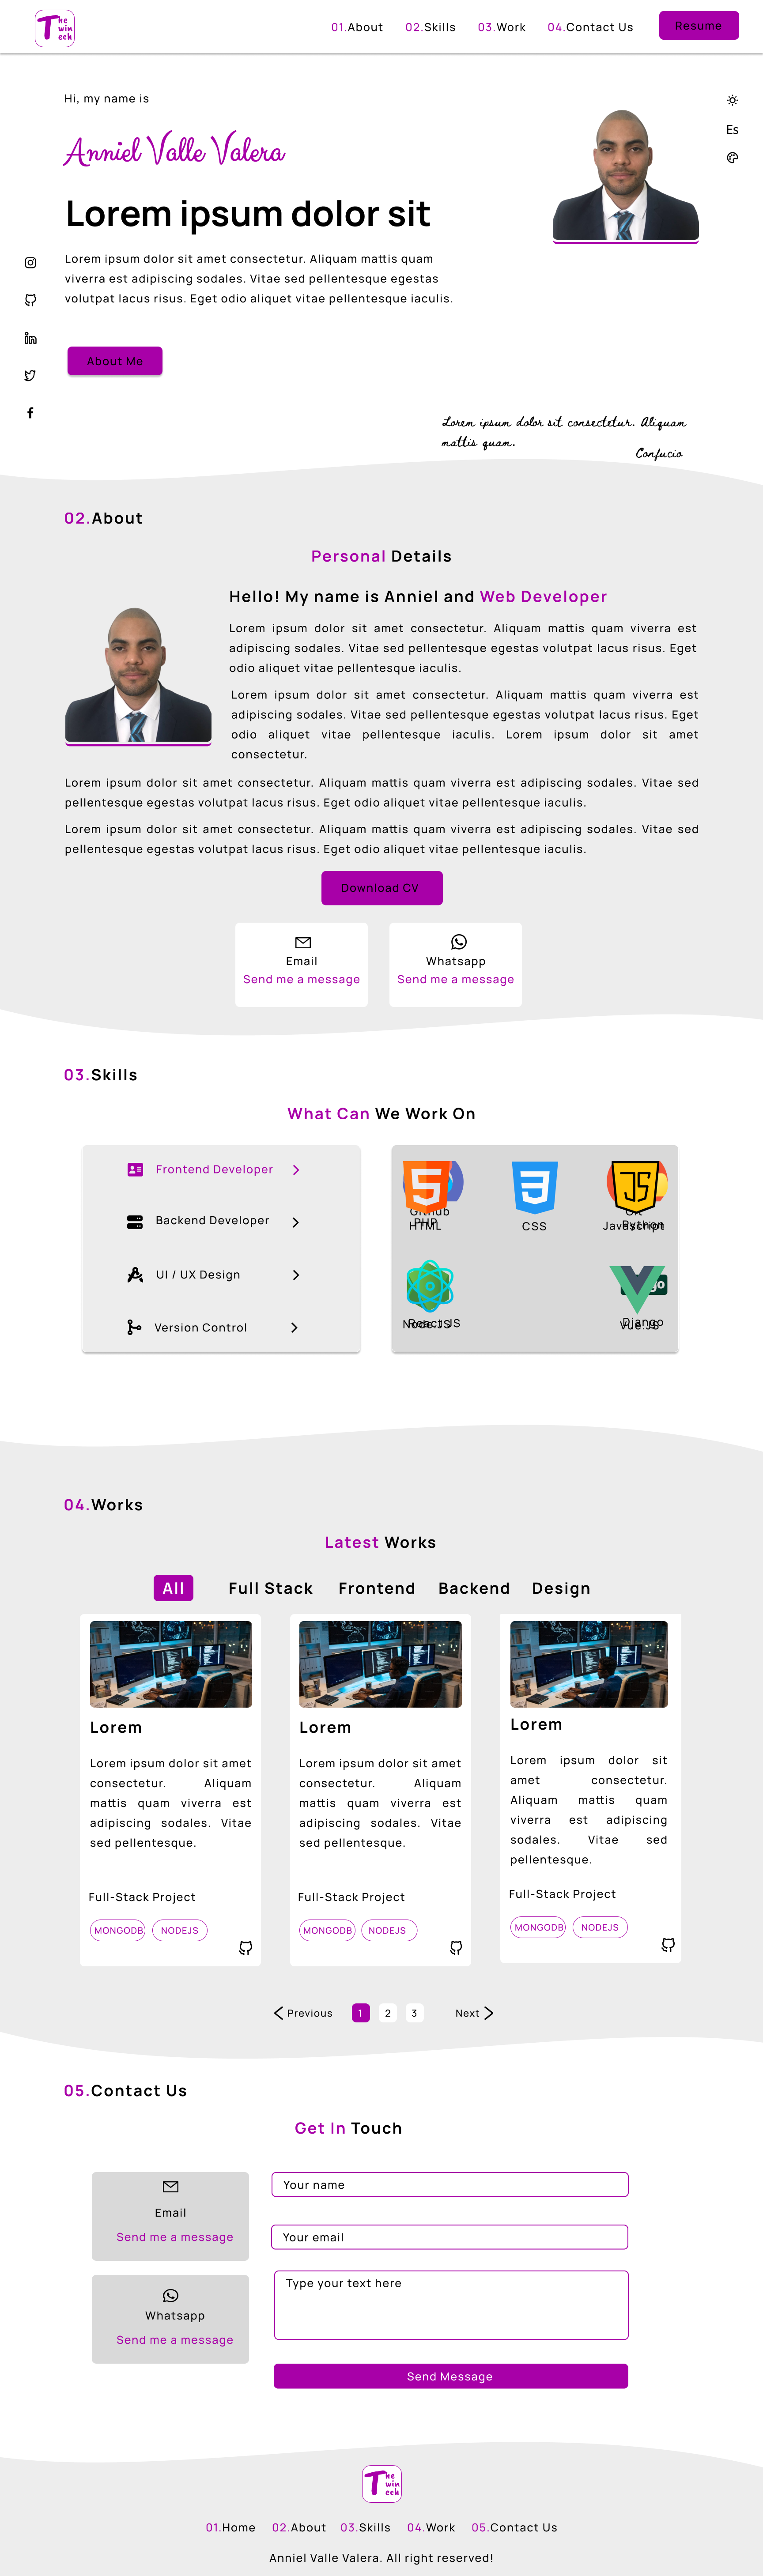 The
win
ech
01.About 02.Skills 03.Work 04.Contact Us Resume
Hi, my name is
Es
Anniel Valle Valera
Lorem ipsum dolor sit
Lorem ipsum dolor sit amet consectetur. Aliquam mattis quam
viverra est adipiscing sodales. Vitae sed pellentesque egestas
volutpat lacus risus. Eget odio aliquet vitae pellentesque iaculis.
About Me
Lorem ipsum dolor sit consectetur. Aliquam
mattis quam.
Confucio
02.About
Personal Details
Hello! My name is Anniel and Web Developer
Lorem ipsum dolor sit amet consectetur. Aliquam mattis quam viverra est
adipiscing sodales. Vitae sed pellentesque egestas volutpat lacus risus. Eget
odio aliquet vitae pellentesque iaculis.
Lorem ipsum dolor sit amet consectetur. Aliquam mattis quam viverra est
adipiscing sodales. Vitae sed pellentesque egestas volutpat lacus risus. Eget
odio aliquet vitae pellentesque iaculis. Lorem ipsum dolor sit amet
consectetur.
Lorem ipsum dolor sit amet consectetur. Aliquam mattis quam viverra est adipiscing sodales. Vitae sed
pellentesque egestas volutpat lacus risus. Eget odio aliquet vitae pellentesque iaculis.
Lorem ipsum dolor sit amet consectetur. Aliquam mattis quam viverra est adipiscing sodales. Vitae sed
pellentesque egestas volutpat lacus risus. Eget odio aliquet vitae pellentesque iaculis.
Download CV
Email
Send me a message
Whatsapp
Send me a message
03.Skills
What Can We Work On
Frontend Developer
Backend Developer
UI / UX Design
Version Control
JS
Github
PHP
HTML
CSS
Javascript
Python
Node.JS
React JS
Django
Vue.JS
04.Works
Latest Works
All Full Stack Frontend Backend Design
Lorem
Lorem ipsum dolor sit amet
consectetur. Aliquam
mattis quam viverra est
adipiscing sodales. Vitae
sed pellentesque.
Full-Stack Project
MONGODB NODEJS
Lorem
Lorem ipsum dolor sit amet
consectetur. Aliquam
mattis quam viverra est
adipiscing sodales. Vitae
sed pellentesque.
Full-Stack Project
MONGODB NODEJS
Lorem
Lorem ipsum dolor sit
amet consectetur.
Aliquam mattis quam
viverra est adipiscing
sodales. Vitae sed
pellentesque.
Full-Stack Project
MONGODB NODEJS
Previous 1 2 3 Next
05.Contact Us
Get In Touch
Email
Send me a message
Whatsapp
Send me a message
Your name
Your email
Type your text here
Send Message
The
win
ech
01.Home 02.About 03.Skills 04.Work 05.Contact Us
Anniel Valle Valera. All right reserved!